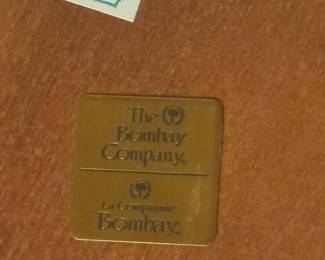 The
Bombay
Company.
La Compagnie
Bombay.